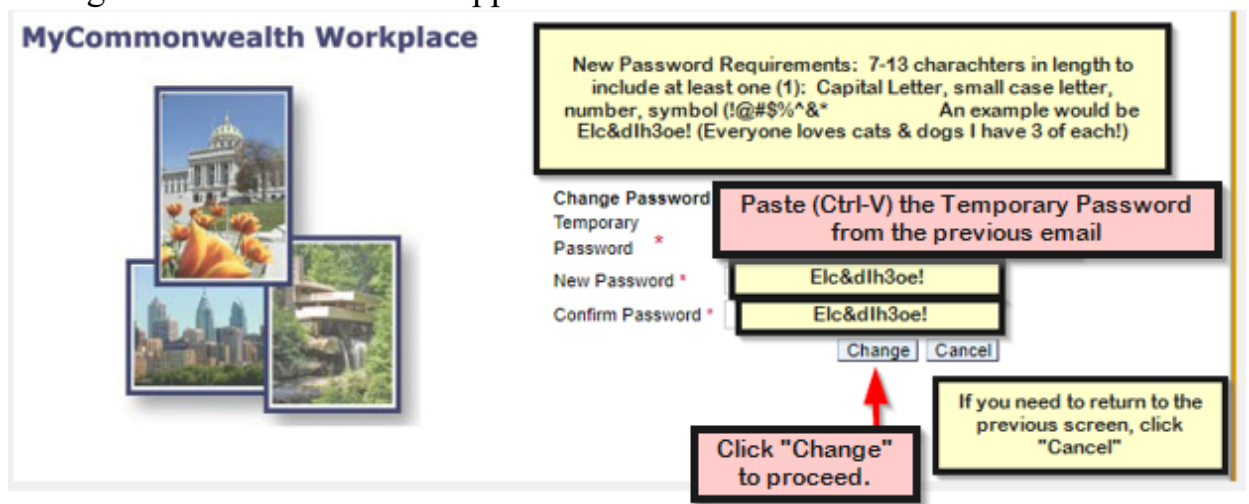 MyCommonwealth Workplace
New Password Requirements: 7-13 charachters in length to
include at least one (1): Capital Letter, small case letter,
number, symbol (!@#$%^&* An example would be
Elc&dIh3oe! (Everyone loves cats & dogs I have 3 of each!)
Change Password
Temporary
Password *
Paste (Ctrl-V) the Temporary Password
from the previous email
New Password *
Elc&dIh3oe!
Confirm Password *
Elc&dIh3oe!
Change Cancel
If you need to return to the
previous screen, click
"Cancel"
Click "Change"
to proceed.